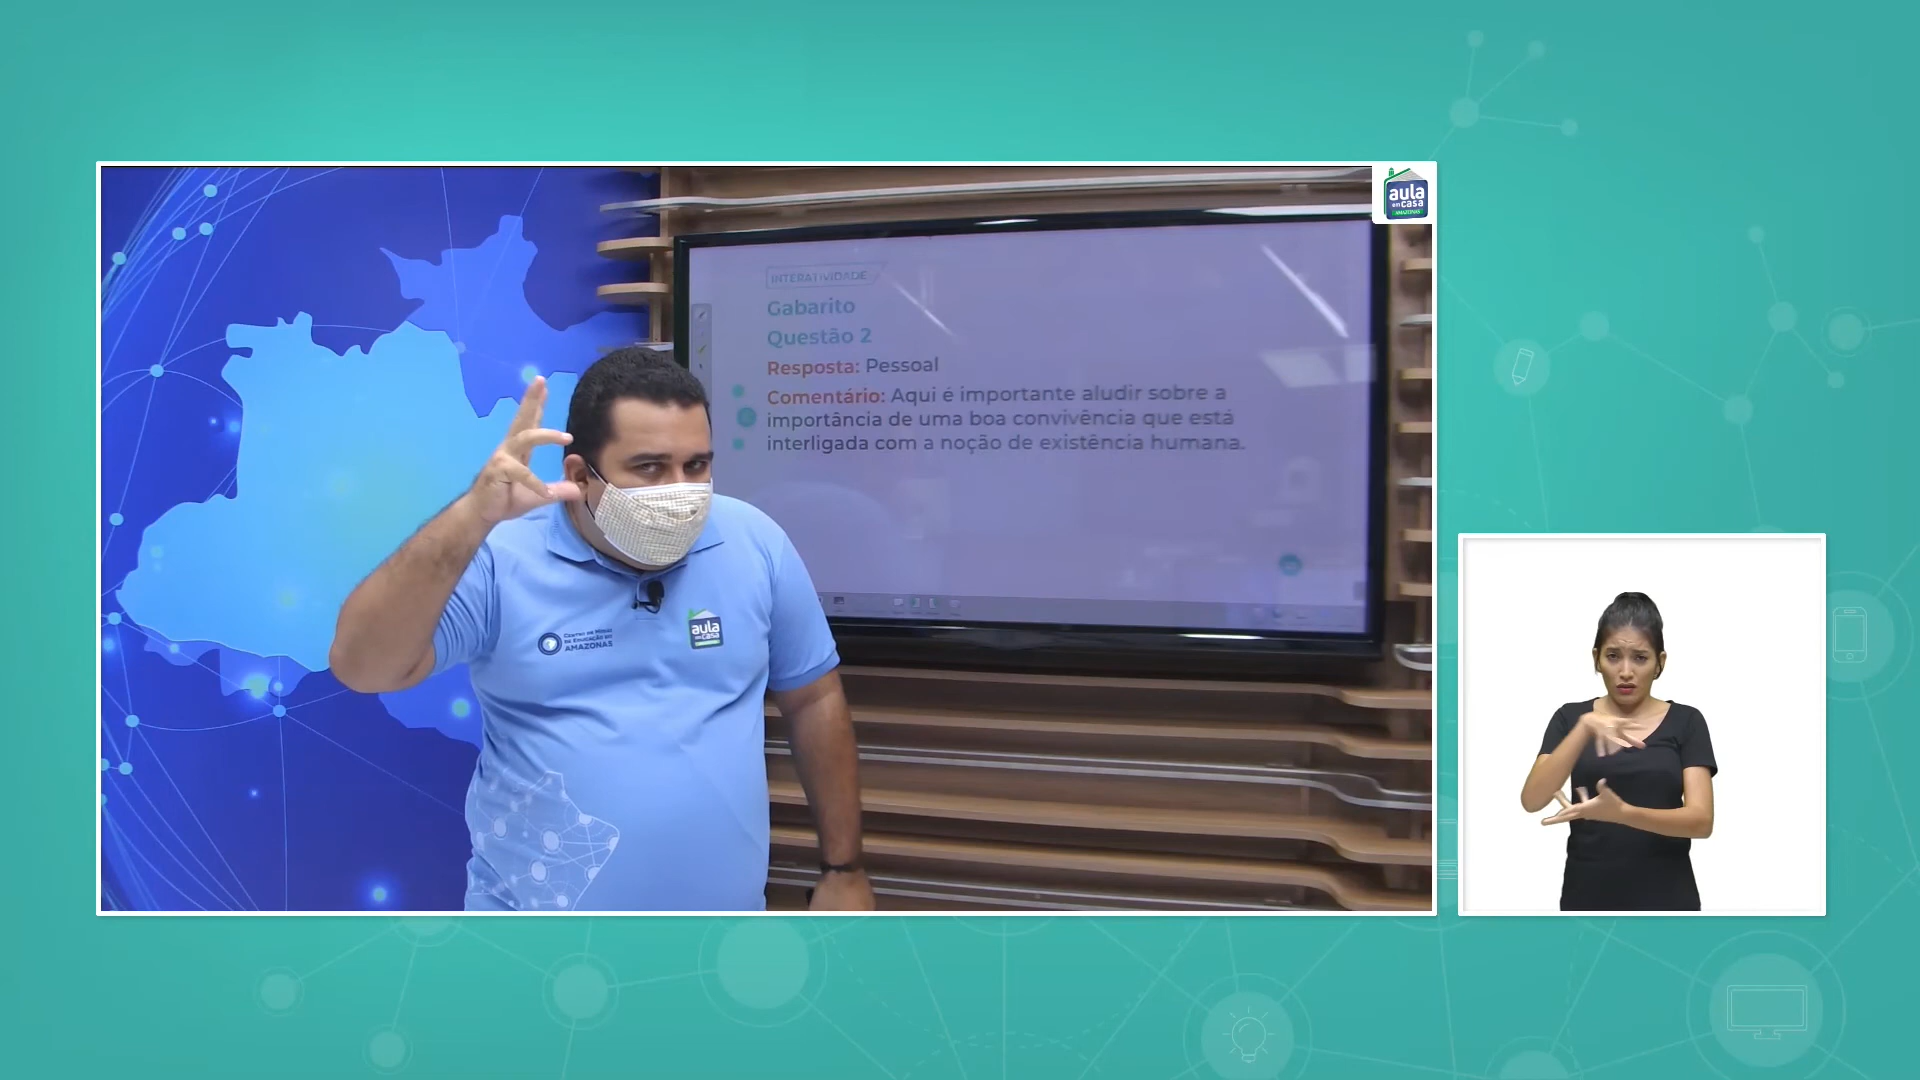 aula
em casa
AMAZONAS
INTERATIVIDADE
Gabarito
Questão 2
Resposta: Pessoal
Comentário: Aqui é importante aludir sobre a
importância de uma boa convivência que está
interligada com a noção de existência humana.
CENTRO DE MÍDIAS
DE EDUCAÇÃO DO
AMAZONAS
aula
em casa